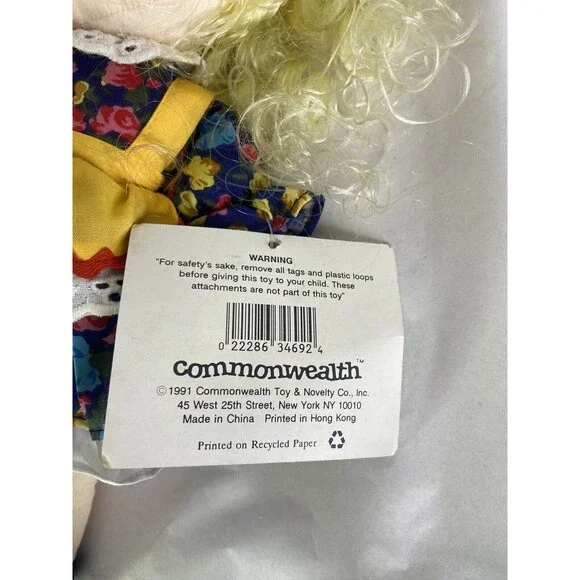 WARNING
"For safety's sake, remove all tags and plastic loops
before giving this toy to your child. These
attachments are not part of this toy"
0 22286 34692 4
commonwealth™
©1991 Commonwealth Toy & Novelty Co., Inc.
45 West 25th Street, New York NY 10010
Made in China Printed in Hong Kong
Printed on Recycled Paper